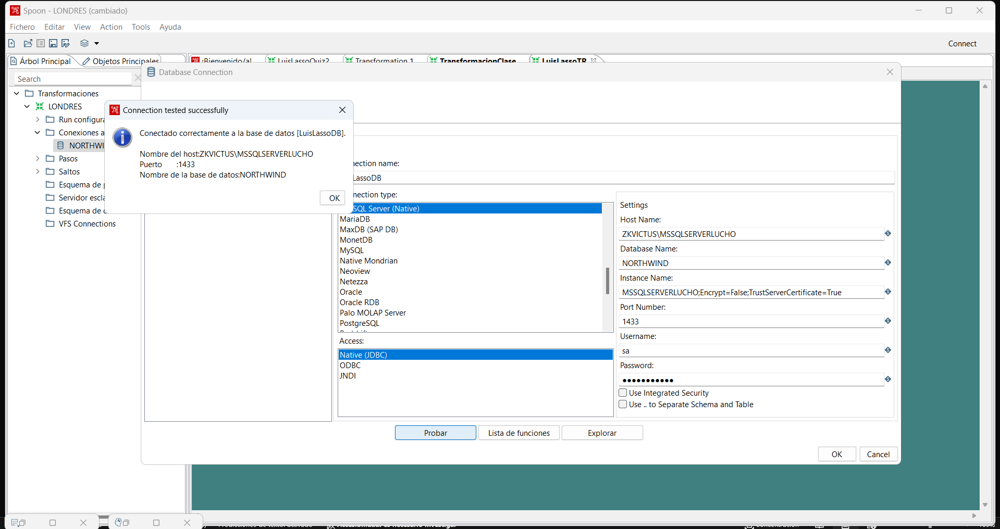 Spoon - LONDRES (cambiado)
Fichero Editar View Action Tools Ayuda
Connect
Árbol Principal
Objetos Principales
¡Bienvenido/a!
LuisLassoQuiz2
Transformation 1
TransformacionClase
LuisLassoTR
Search
Transformaciones
LONDRES
Run configura
Conexiones a
NORTHWI
Pasos
Saltos
Esquema de
Servidor escla
Esquema de
VFS Connections
Database Connection
Connection tested successfully
Conectado correctamente a la base de datos [LuisLassoDB].
Nombre del host:ZKVICTUS\MSSQLSERVERLUCHO
Puerto :1433
Nombre de la base de datos:NORTHWIND
OK
nection name:
LassoDB
nection type:
SQL Server (Native)
MariaDB
MaxDB (SAP DB)
MonetDB
MySQL
Native Mondrian
Neoview
Netezza
Oracle
Oracle RDB
Palo MOLAP Server
PostgreSQL
Access:
Native (JDBC)
ODBC
JNDI
Settings
Host Name:
ZKVICTUS\MSSQLSERVERLUCHO
Database Name:
NORTHWIND
Instance Name:
MSSQLSERVERLUCHO;Encrypt=False;TrustServerCertificate=True
Port Number:
1433
Username:
sa
Password:
●●●●●●●●●●●
Use Integrated Security
Use .. to Separate Schema and Table
Probar
Lista de funciones
Explorar
OK
Cancel